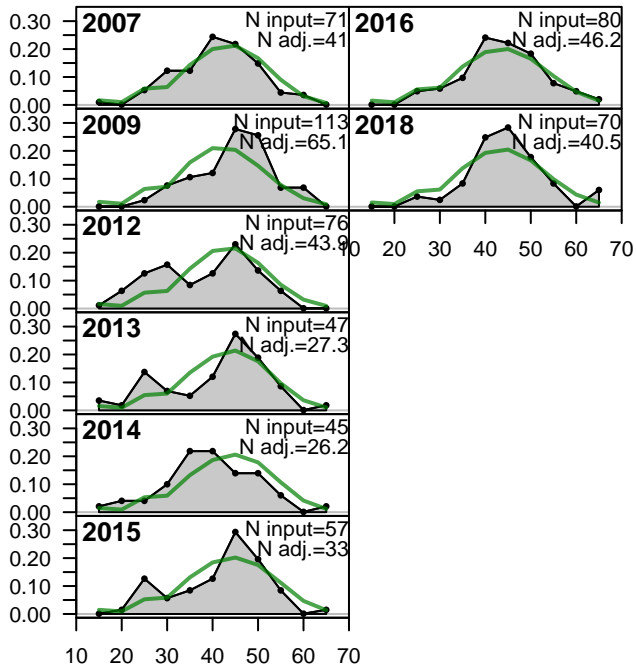 2007
N input=71
N adj.=41
0.30
0.20
0.10
0.00
2009
N input=113
N adj.=65.1
0.30
0.20
0.10
0.00
2012
N input=76
N adj.=43.9
0.30
0.20
0.10
0.00
2013
N input=47
N adj.=27.3
0.30
0.20
0.10
0.00
2014
N input=45
N adj.=26.2
0.30
0.20
0.10
0.00
2015
N input=57
N adj.=33
0.30
0.20
0.10
0.00
10 20 30 40 50 60 70
2016
N input=80
N adj.=46.2
2018
N input=70
N adj.=40.5
10 20 30 40 50 60 70